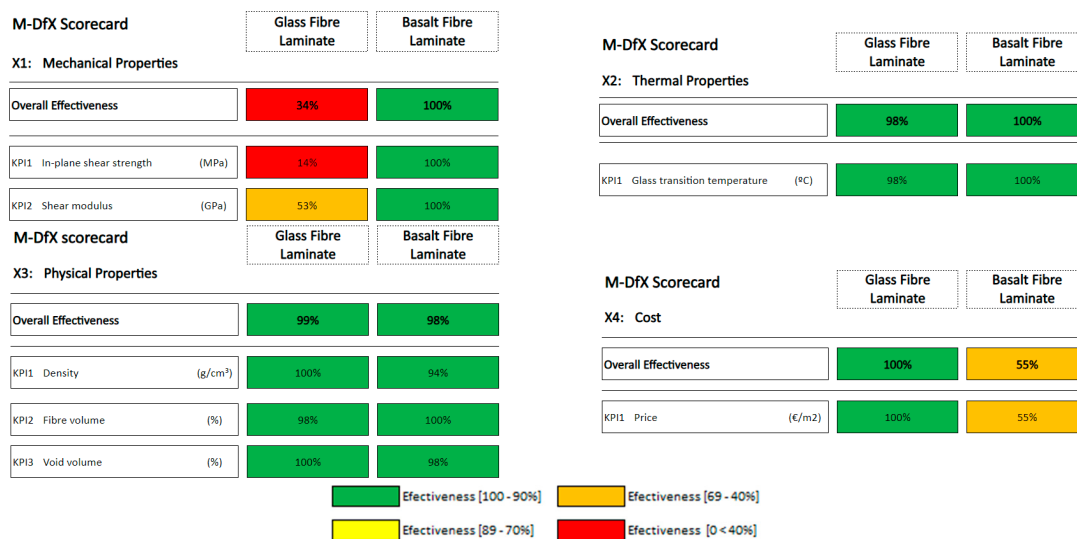 M-DfX Scorecard
Glass Fibre Laminate
Basalt Fibre Laminate
X1: Mechanical Properties
Overall Effectiveness 34% 100%
KPI1 In-plane shear strength (MPa) 14% 100%
KPI2 Shear modulus (GPa) 53% 100%
M-DfX Scorecard
Glass Fibre Laminate
Basalt Fibre Laminate
X2: Thermal Properties
Overall Effectiveness 98% 100%
KPI1 Glass transition temperature (ºC) 98% 100%
M-DfX scorecard
Glass Fibre Laminate
Basalt Fibre Laminate
X3: Physical Properties
Overall Effectiveness 99% 98%
KPI1 Density (g/cm³) 100% 94%
KPI2 Fibre volume (%) 98% 100%
KPI3 Void volume (%) 100% 98%
M-DfX Scorecard
Glass Fibre Laminate
Basalt Fibre Laminate
X4: Cost
Overall Effectiveness 100% 55%
KPI1 Price (€/m2) 100% 55%
Efectiveness [100 - 90%] Efectiveness [69 - 40%]
Efectiveness [89 - 70%] Efectiveness [0 < 40%]